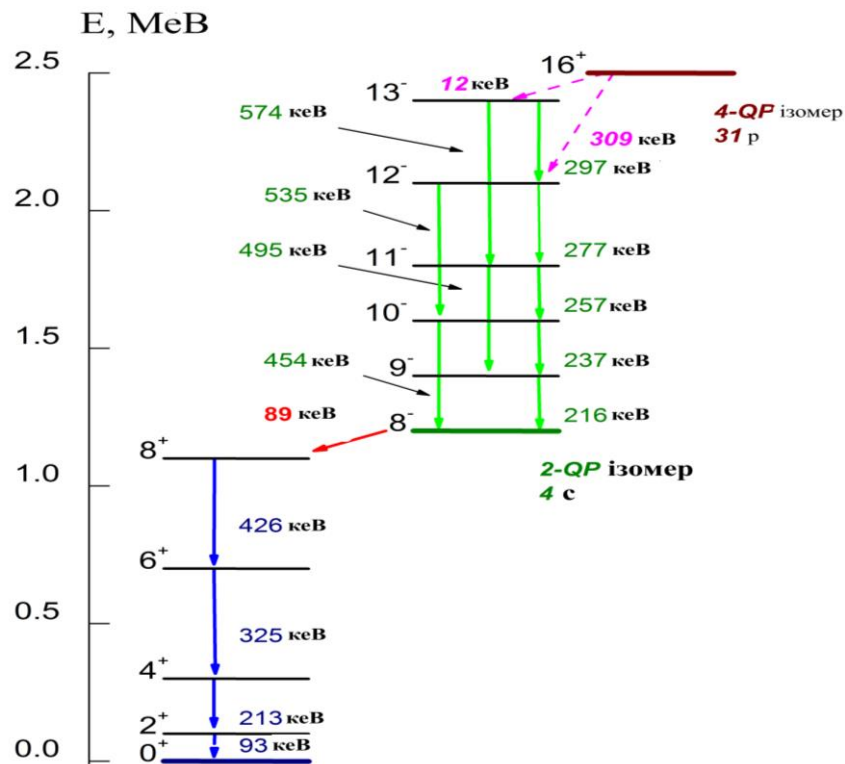 E, МеВ
2.5
16⁺
13⁻
12 кеВ
574 кеВ
4-QP ізомер
31 р
309 кеВ
12⁻
297 кеВ
535 кеВ
2.0
495 кеВ
11⁻
277 кеВ
10⁻
257 кеВ
1.5
454 кеВ
9⁻
237 кеВ
89 кеВ
8⁻
216 кеВ
8⁺
2-QP ізомер
4 с
1.0
426 кеВ
6⁺
0.5
325 кеВ
4⁺
213 кеВ
2⁺
93 кеВ
0.0
0⁺